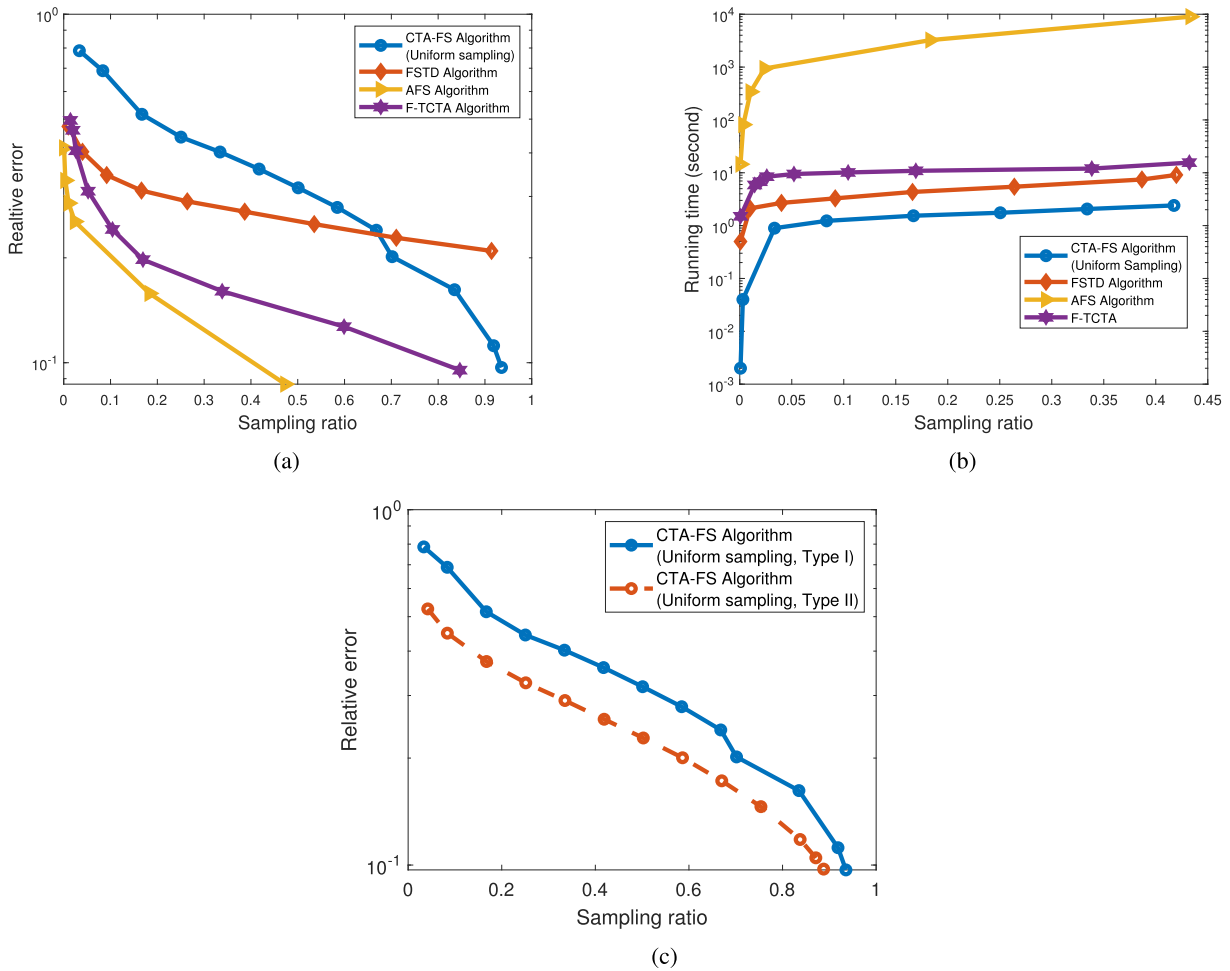 10^0
CTA-FS Algorithm
(Uniform sampling)
FSTD Algorithm
AFS Algorithm
F-TCTA Algorithm
Realtive error
10^-1
0 0.1 0.2 0.3 0.4 0.5 0.6 0.7 0.8 0.9 1
Sampling ratio
(a)
10^4
10^3
10^2
10^1
10^0
10^-1
10^-2
10^-3
Running time (second)
CTA-FS Algorithm
(Uniform Sampling)
FSTD Algorithm
AFS Algorithm
F-TCTA
0 0.05 0.1 0.15 0.2 0.25 0.3 0.35 0.4 0.45
Sampling ratio
(b)
10^0
CTA-FS Algorithm
(Uniform sampling, Type I)
CTA-FS Algorithm
(Uniform sampling, Type II)
Relative error
10^-1
0 0.2 0.4 0.6 0.8 1
Sampling ratio
(c)